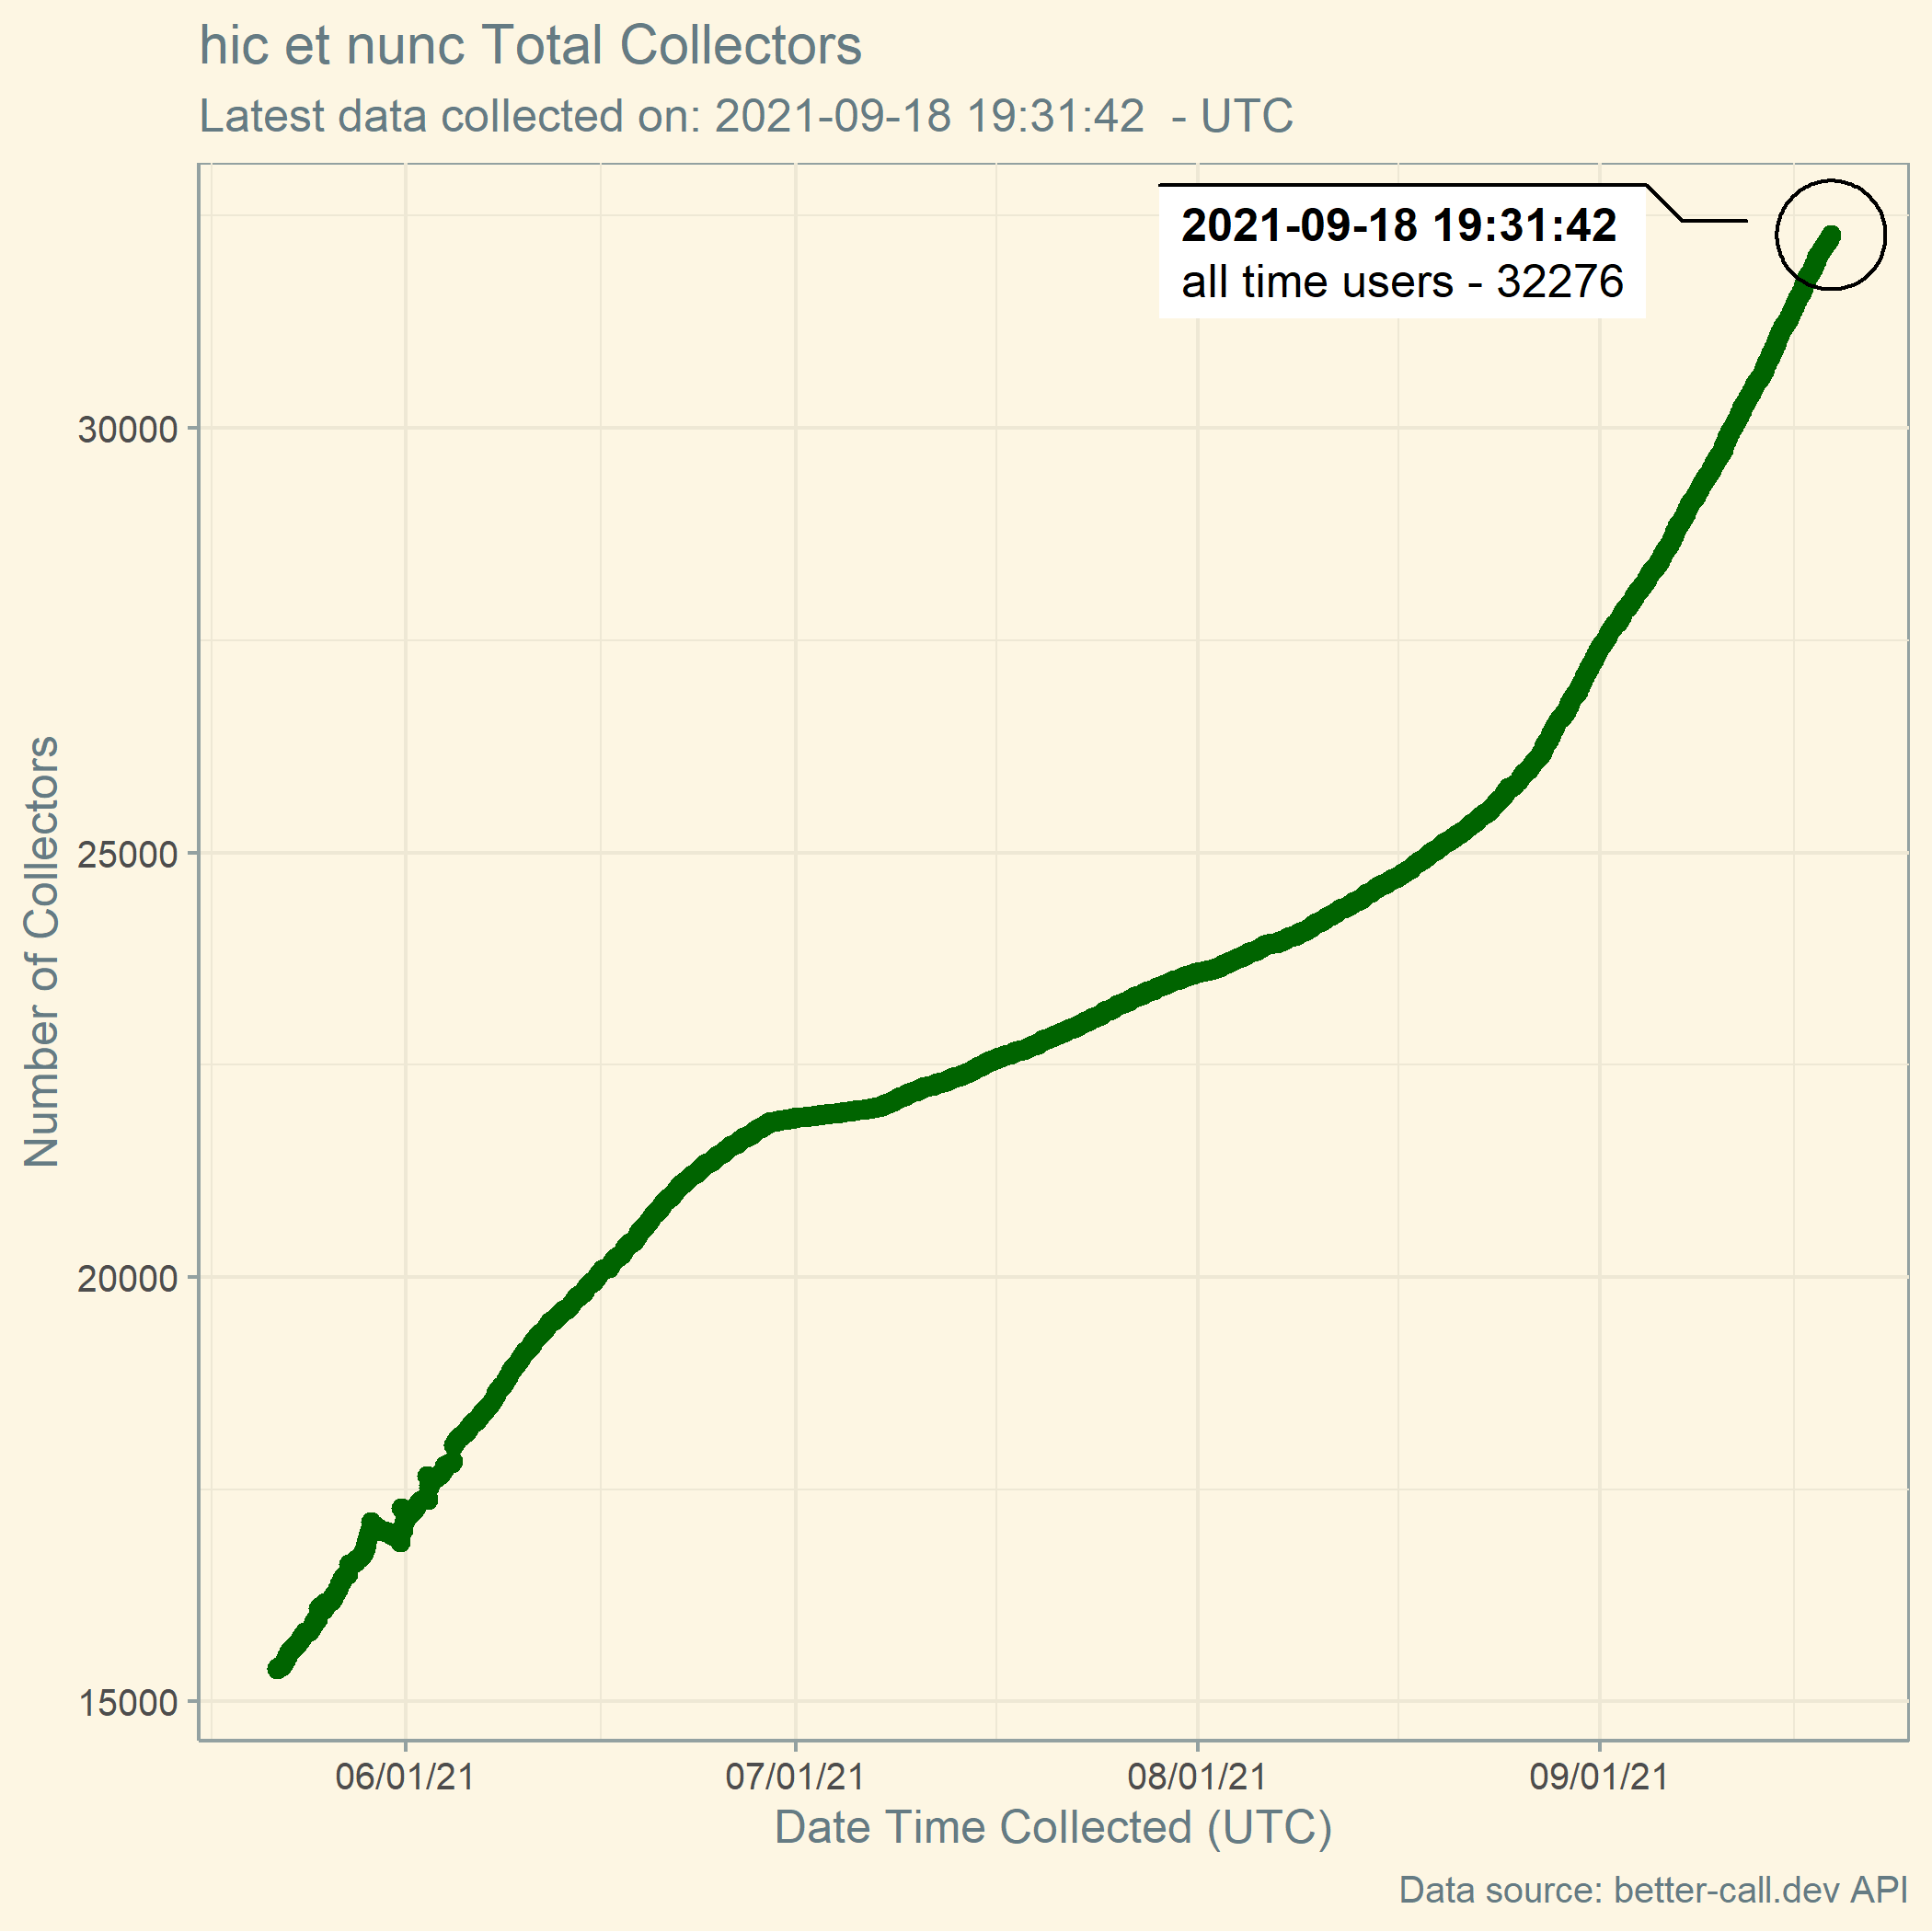 hic et nunc Total Collectors
Latest data collected on: 2021-09-18 19:31:42  - UTC
2021-09-18 19:31:42
all time users - 32276
30000
25000
20000
15000
Number of Collectors
06/01/21
07/01/21
08/01/21
09/01/21
Date Time Collected (UTC)
Data source: better-call.dev API